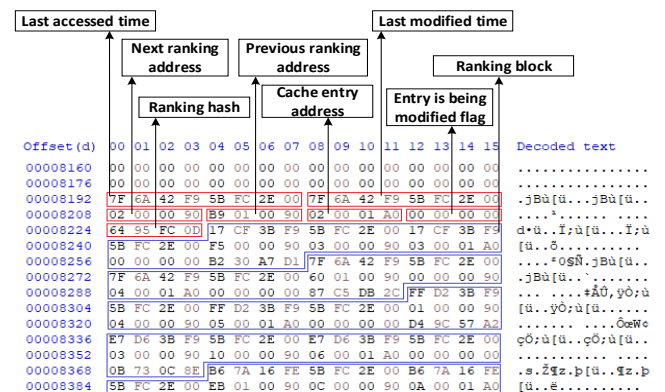 Last accessed time
Last modified time
Next ranking address
Previous ranking address
Ranking block
Ranking hash
Cache entry address
Entry is being modified flag
Offset(d) 00 01 02 03 04 05 06 07 08 09 10 11 12 13 14 15 Decoded text
00008160 00 00 00 00 00 00 00 00 00 00 00 00 00 00 00 00 ................
00008176 00 00 00 00 00 00 00 00 00 00 00 00 00 00 00 00 ................
00008192 7F 6A 42 F9 5B FC 2E 00 7F 6A 42 F9 5B FC 2E 00 .jBù[ü...jBù[ü..
00008208 02 00 00 90 B9 01 00 90 02 00 01 A0 00 00 00 00 ....¹...... ....
00008224 64 95 FC 0D 17 CF 3B F9 5B FC 2E 00 17 CF 3B F9 d•ü..Ï;ù[ü...Ï;ù
00008240 5B FC 2E 00 F5 00 00 90 03 00 00 90 03 00 01 A0 [ü..õ..........
00008256 00 00 00 00 B2 30 A7 D1 7F 6A 42 F9 5B FC 2E 00 ....²0§Ñ.jBù[ü..
00008272 7F 6A 42 F9 5B FC 2E 00 60 01 00 90 00 00 00 90 .jBù[ü..`.......
00008288 04 00 01 A0 00 00 00 00 87 C5 DB 2C FF D2 3B F9 ... ....‡ÅÛ,ÿÒ;ù
00008304 5B FC 2E 00 FF D2 3B F9 5B FC 2E 00 01 00 00 90 [ü..ÿÒ;ù[ü......
00008320 04 00 00 90 05 00 01 A0 00 00 00 00 D4 9C 57 A2 ....... ....ÔœW¢
00008336 E7 D6 3B F9 5B FC 2E 00 E7 D6 3B F9 5B FC 2E 00 çÖ;ù[ü..çÖ;ù[ü..
00008352 03 00 00 90 10 00 00 90 06 00 01 A0 00 00 00 00 ........... ....
00008368 0B 73 0C 8E B6 7A 16 FE 5B FC 2E 00 B6 7A 16 FE .s.Ž¶z.þ[ü..¶z.þ
00008384 5B FC 2E 00 EB 01 00 90 0C 00 00 90 0A 00 01 A0 [ü..ë..........